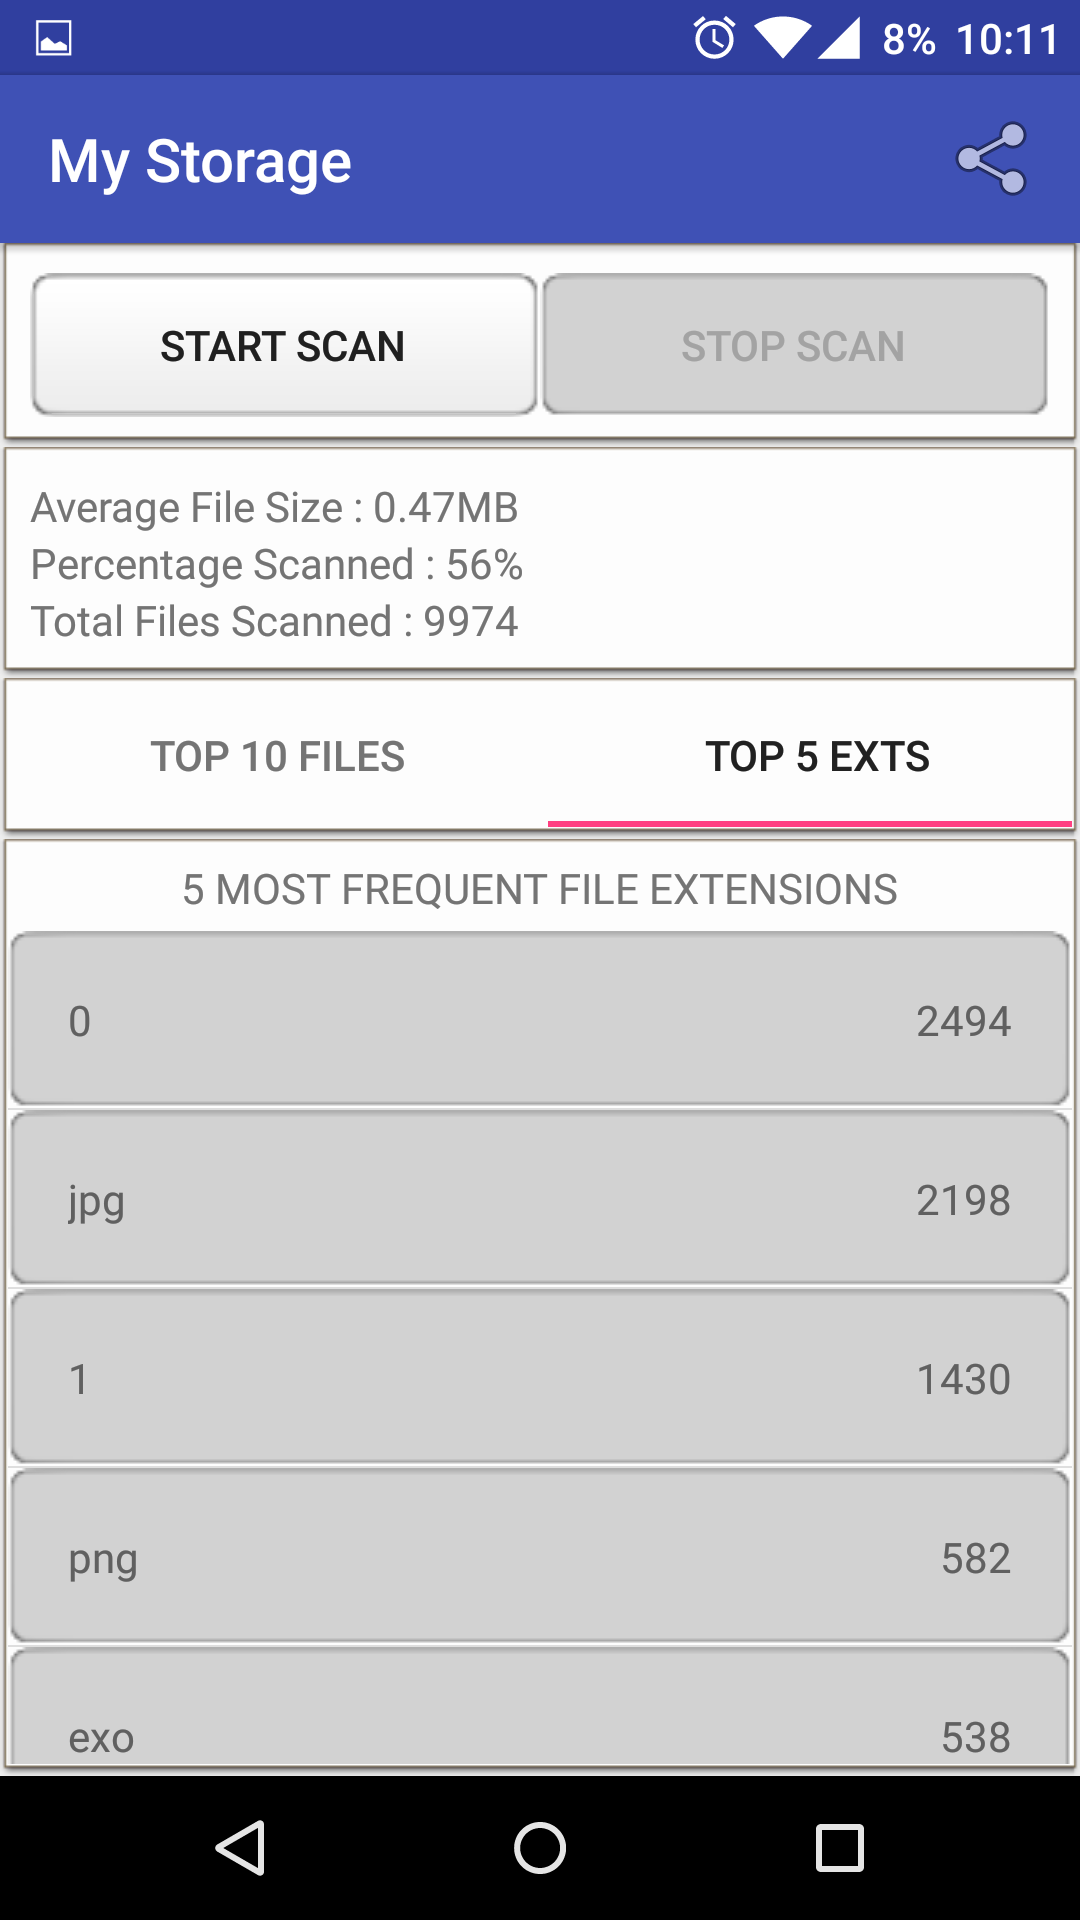 8% 10:11
My Storage
START SCAN STOP SCAN
Average File Size : 0.47MB
Percentage Scanned : 56%
Total Files Scanned : 9974
TOP 10 FILES TOP 5 EXTS
5 MOST FREQUENT FILE EXTENSIONS
0 2494
jpg 2198
1 1430
png 582
exo 538